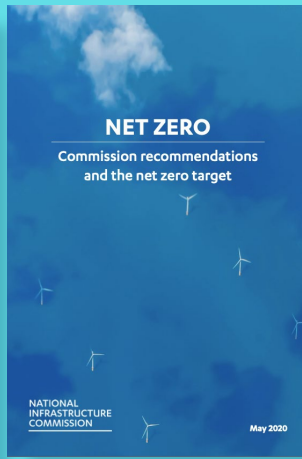 NET ZERO
Commission recommendations
and the net zero target
NATIONAL
INFRASTRUCTURE
COMMISSION
May 2020